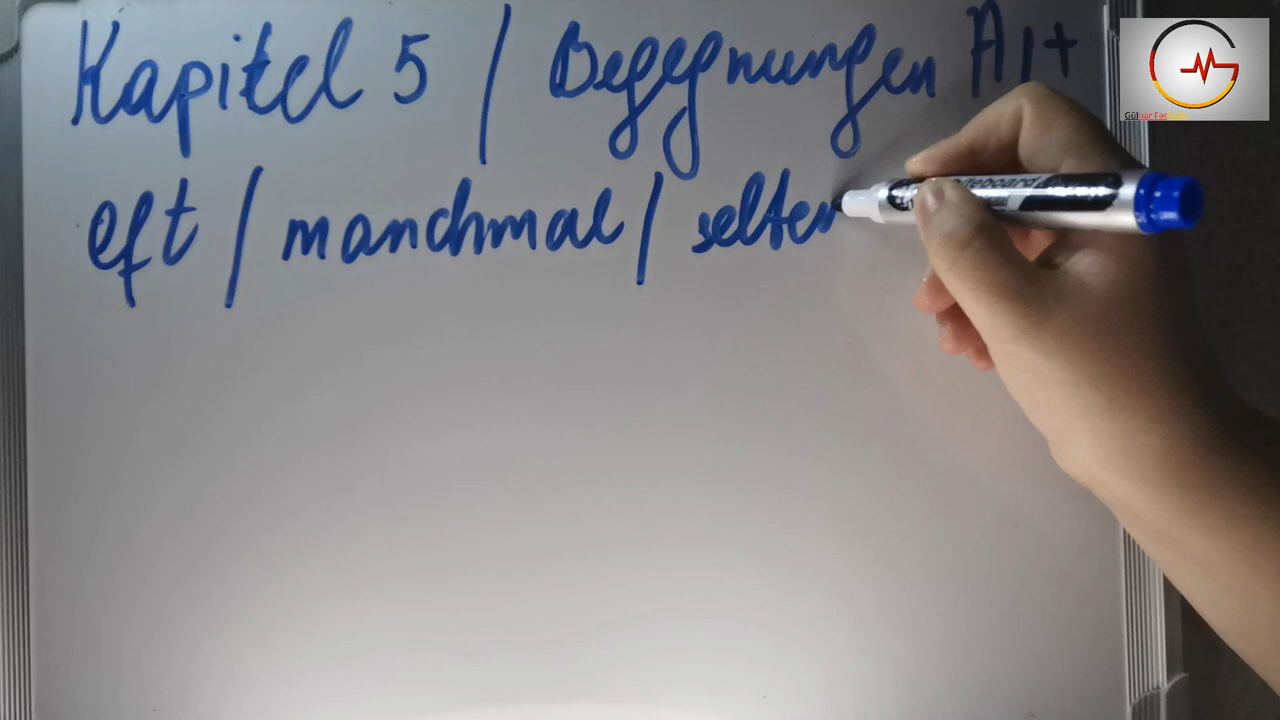 Kapitel 5 / Begegnungen A1+
oft / manchmal / selten